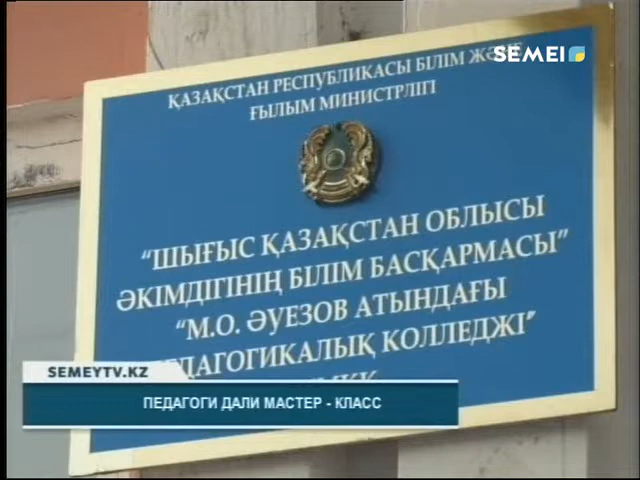 SEMEI
ҚАЗАҚСТАН РЕСПУБЛИКАСЫ БІЛІМ
ҒЫЛЫМ МИНИСТРЛІГІ
“ШЫҒЫС ҚАЗАҚСТАН ОБЛЫСЫ
ӘКІМДІГІНІҢ БІЛІМ БАСҚАРМАСЫ”
“М.О. ӘУЕЗОВ АТЫНДАҒЫ
КОЛЛЕДЖІ”
SEMEYTV.KZ
ПЕДАГОГИ ДАЛИ МАСТЕР - КЛАСС